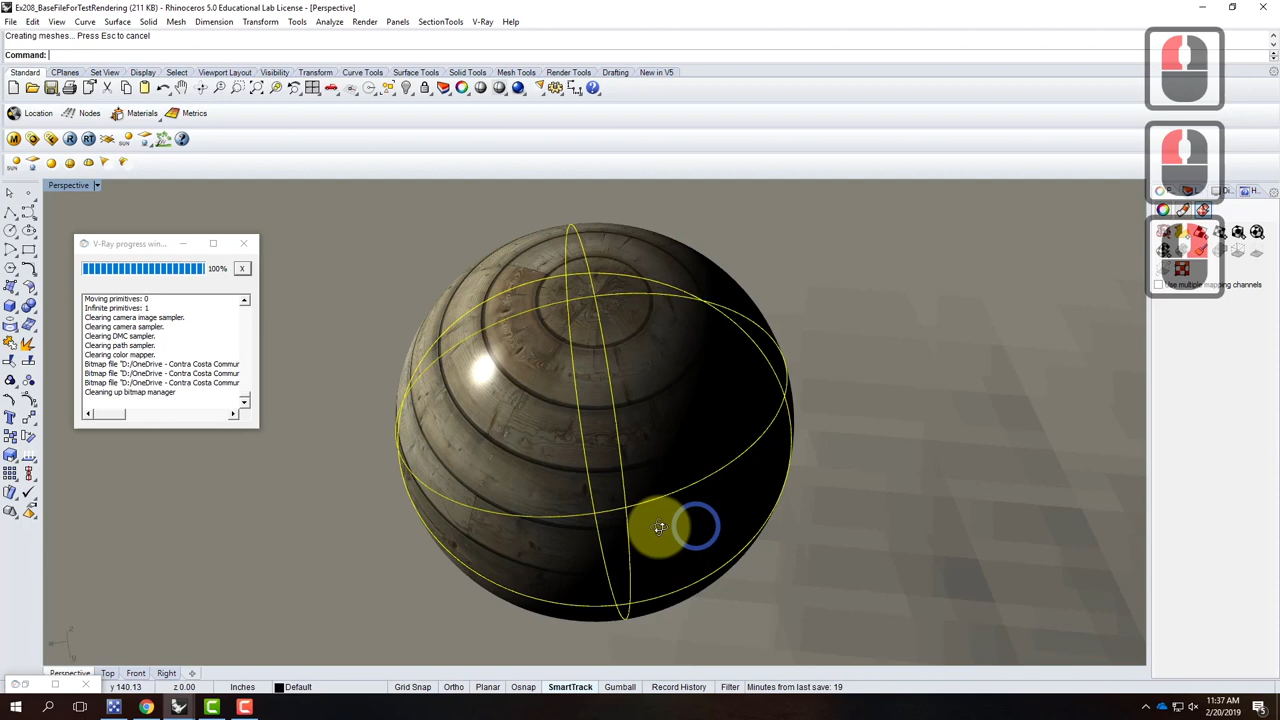 Ex208_BaseFileForTestRendering (211 KB) - Rhinoceros 5.0 Educational Lab License - [Perspective]
File Edit View Curve Surface Solid Mesh Dimension Transform Tools Analyze Render Panels SectionTools V-Ray Help
Creating meshes... Press Esc to cancel
Command:
Standard CPlanes Set View Display Select Viewport Layout Visibility Transform Curve Tools Surface Tools Solid Tools Mesh Tools Render Tools Drafting New in V5
Location Nodes Materials Metrics
M R RT SUN
SUN
Perspective
V-Ray progress win...
100% X
Moving primitives: 0
Infinite primitives: 1
Clearing camera image sampler.
Clearing camera sampler.
Clearing DMC sampler.
Clearing path sampler.
Clearing color mapper.
Bitmap file "D:/OneDrive - Contra Costa Commur
Bitmap file "D:/OneDrive - Contra Costa Commur
Bitmap file "D:/OneDrive - Contra Costa Commur
Cleaning up bitmap manager
P... L... Di... H...
Use multiple mapping channels
z
x y
Perspective Top Front Right
y 140.13 z 0.00 Inches Default Grid Snap Ortho Planar Osnap SmartTrack Gumball Record History Filter Minutes from last save: 19
11:37 AM
2/20/2019